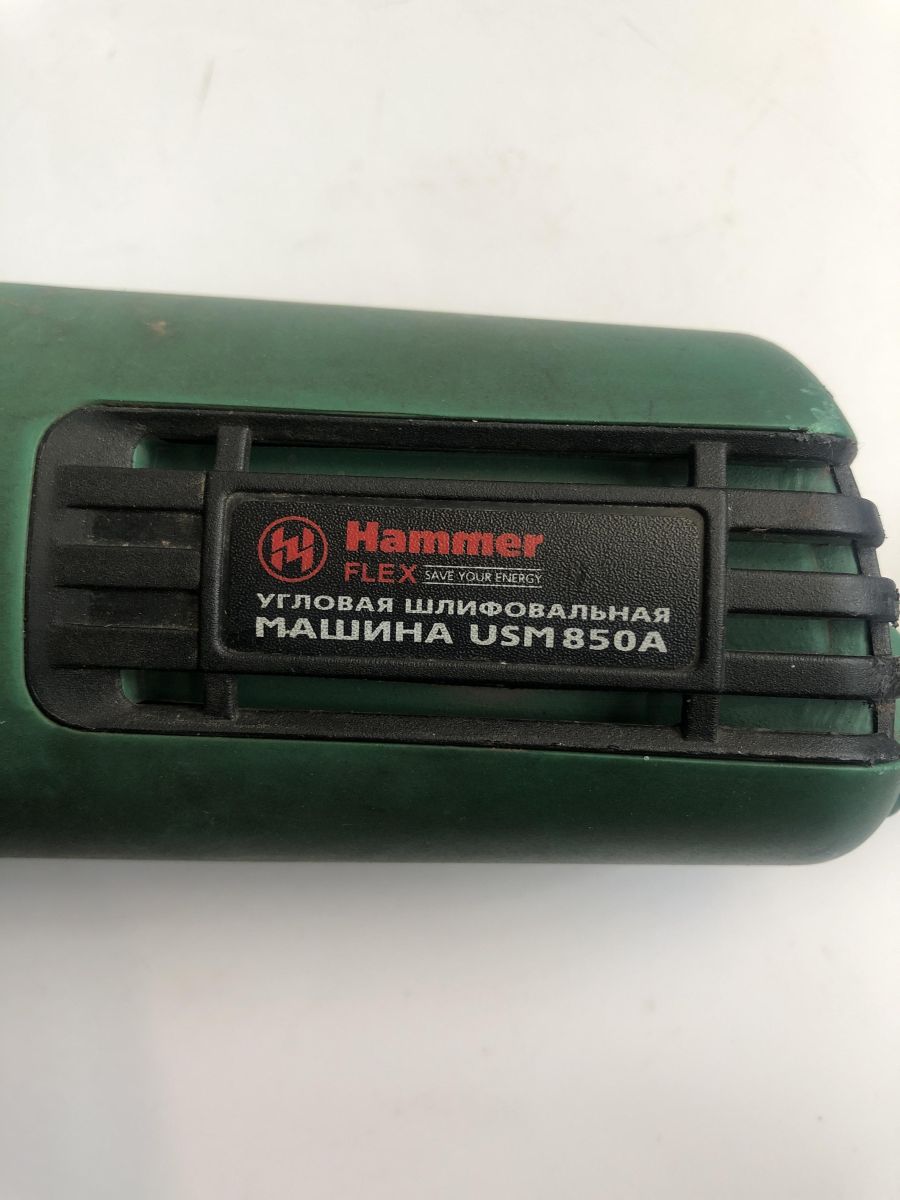 Hammer
FLEX SAVE YOUR ENERGY
УГЛОВАЯ ШЛИФОВАЛЬНАЯ
МАШИНА USM850A